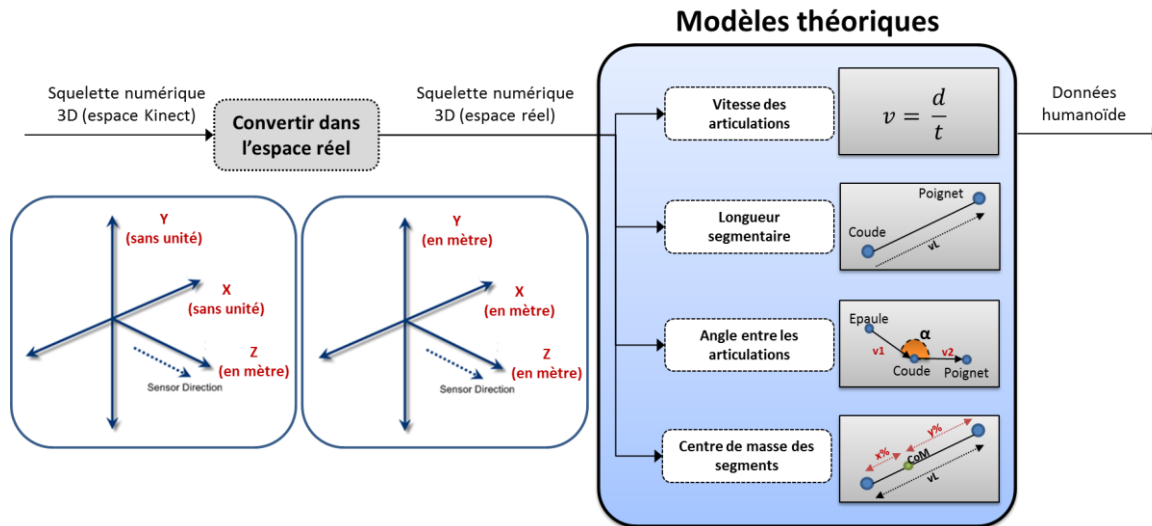 Modèles théoriques
Squelette numérique
3D (espace Kinect)
Convertir dans
l'espace réel
Squelette numérique
3D (espace réel)
Vitesse des
articulations
v = d/t
Données
humanoïde
Y
(sans unité)
X
(sans unité)
Z
(en mètre)
Sensor Direction
Y
(en mètre)
X
(en mètre)
Z
(en mètre)
Sensor Direction
Longueur
segmentaire
Poignet
Coude
vL
Angle entre les
articulations
Epaule
α
v1
v2
Coude
Poignet
Centre de masse des
segments
x%
y%
CoM
vL